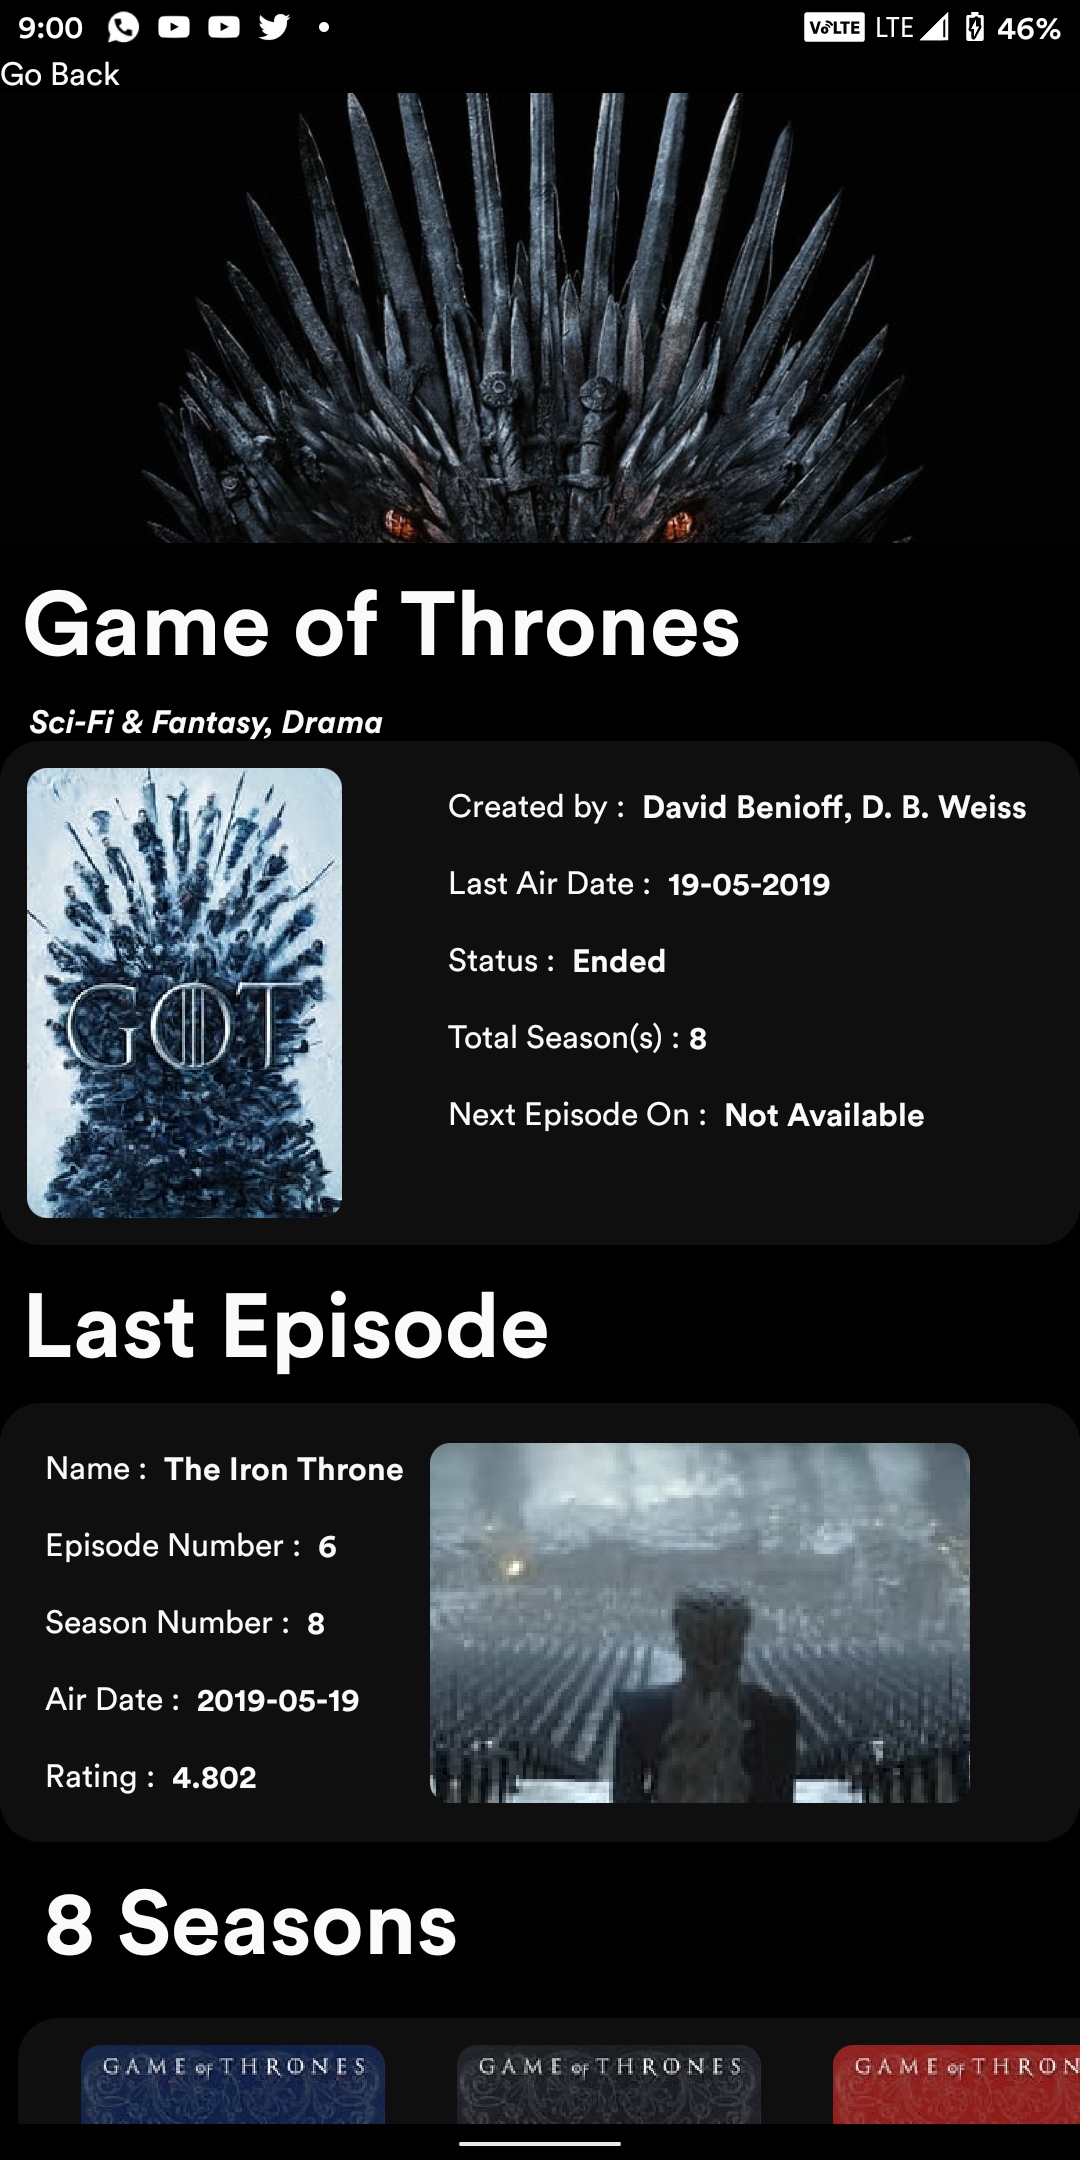 9:00 VoLTE LTE 46%
Go Back
Game of Thrones
Sci-Fi & Fantasy, Drama
GOT
Created by : David Benioff, D. B. Weiss
Last Air Date : 19-05-2019
Status : Ended
Total Season(s) : 8
Next Episode On : Not Available
Last Episode
Name : The Iron Throne
Episode Number : 6
Season Number : 8
Air Date : 2019-05-19
Rating : 4.802
8 Seasons
GAME OF THRONES
GAME OF THRONES
GAME OF THRON